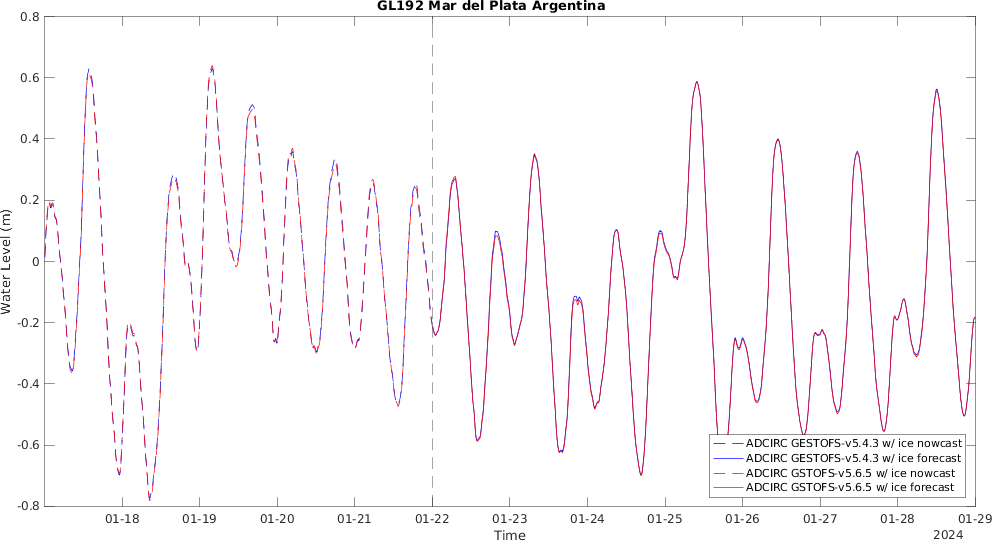 GL192 Mar del Plata Argentina
0.8
0.6
0.4
0.2
0
-0.2
-0.4
-0.6
-0.8
Water Level (m)
01-18 01-19 01-20 01-21 01-22 01-23 01-24 01-25 01-26 01-27 01-28 01-29
Time
2024
ADCIRC GESTOFS-v5.4.3 w/ ice nowcast
ADCIRC GESTOFS-v5.4.3 w/ ice forecast
ADCIRC GSTOFS-v5.6.5 w/ ice nowcast
ADCIRC GSTOFS-v5.6.5 w/ ice forecast